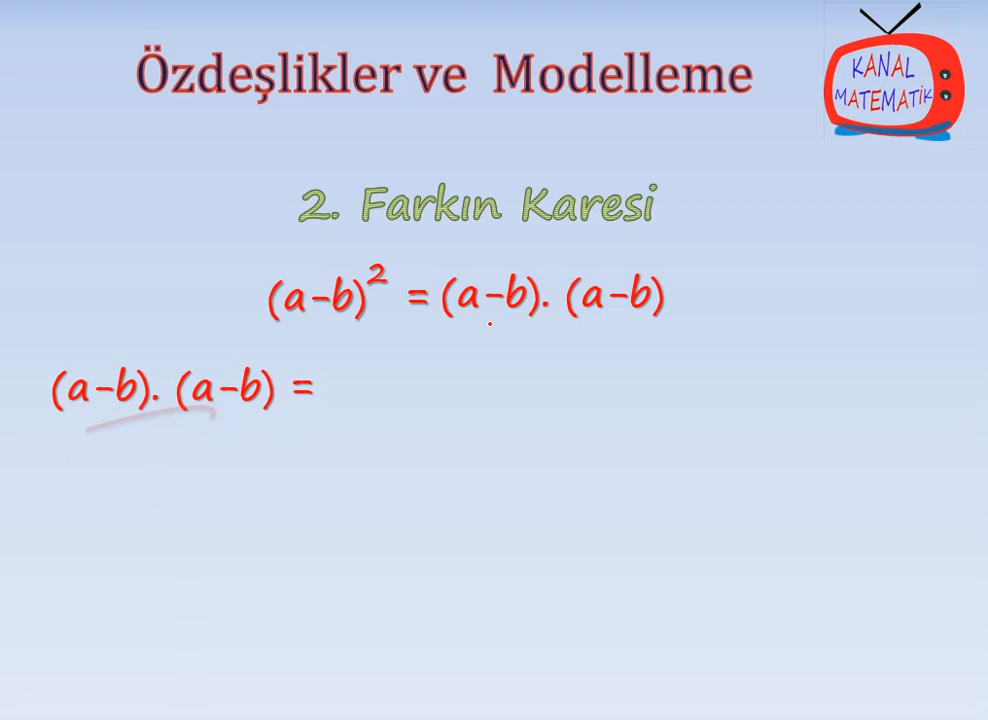 Özdeşlikler ve Modelleme
KANAL
MATEMATİK
2. Farkın Karesi
(a-b)² = (a-b). (a-b)
(a-b). (a-b) =